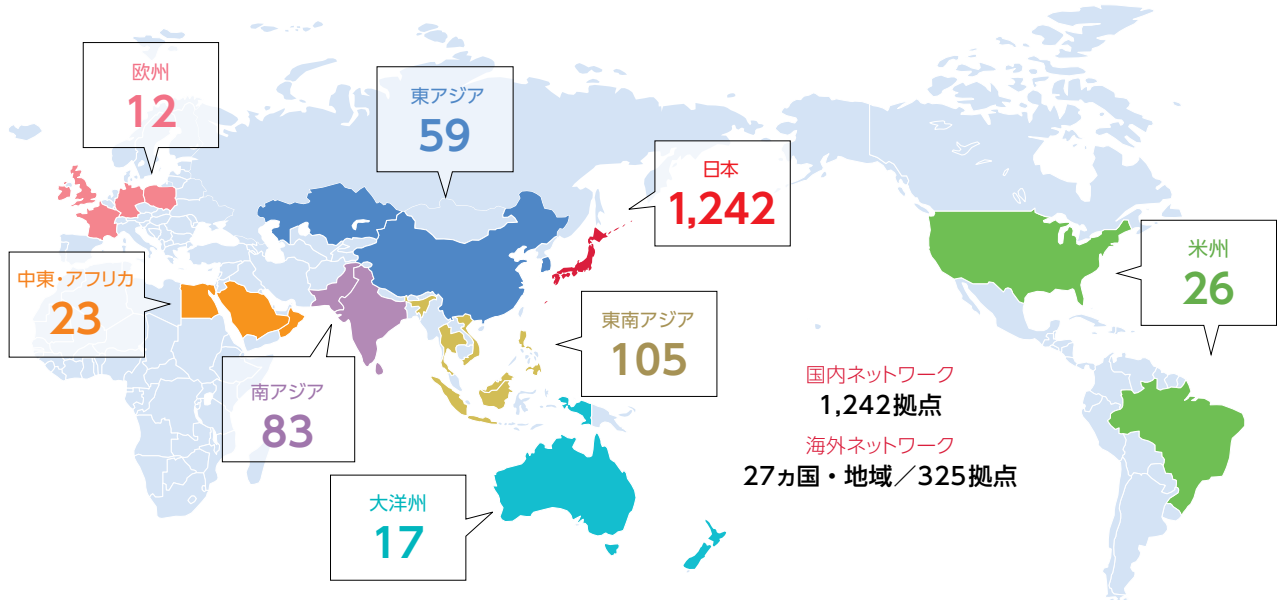 欧州
12
東アジア
59
日本
1,242
米州
26
中東・アフリカ
23
東南アジア
105
南アジア
83
大洋州
17
国内ネットワーク
1,242拠点
海外ネットワーク
27ヵ国・地域／325拠点